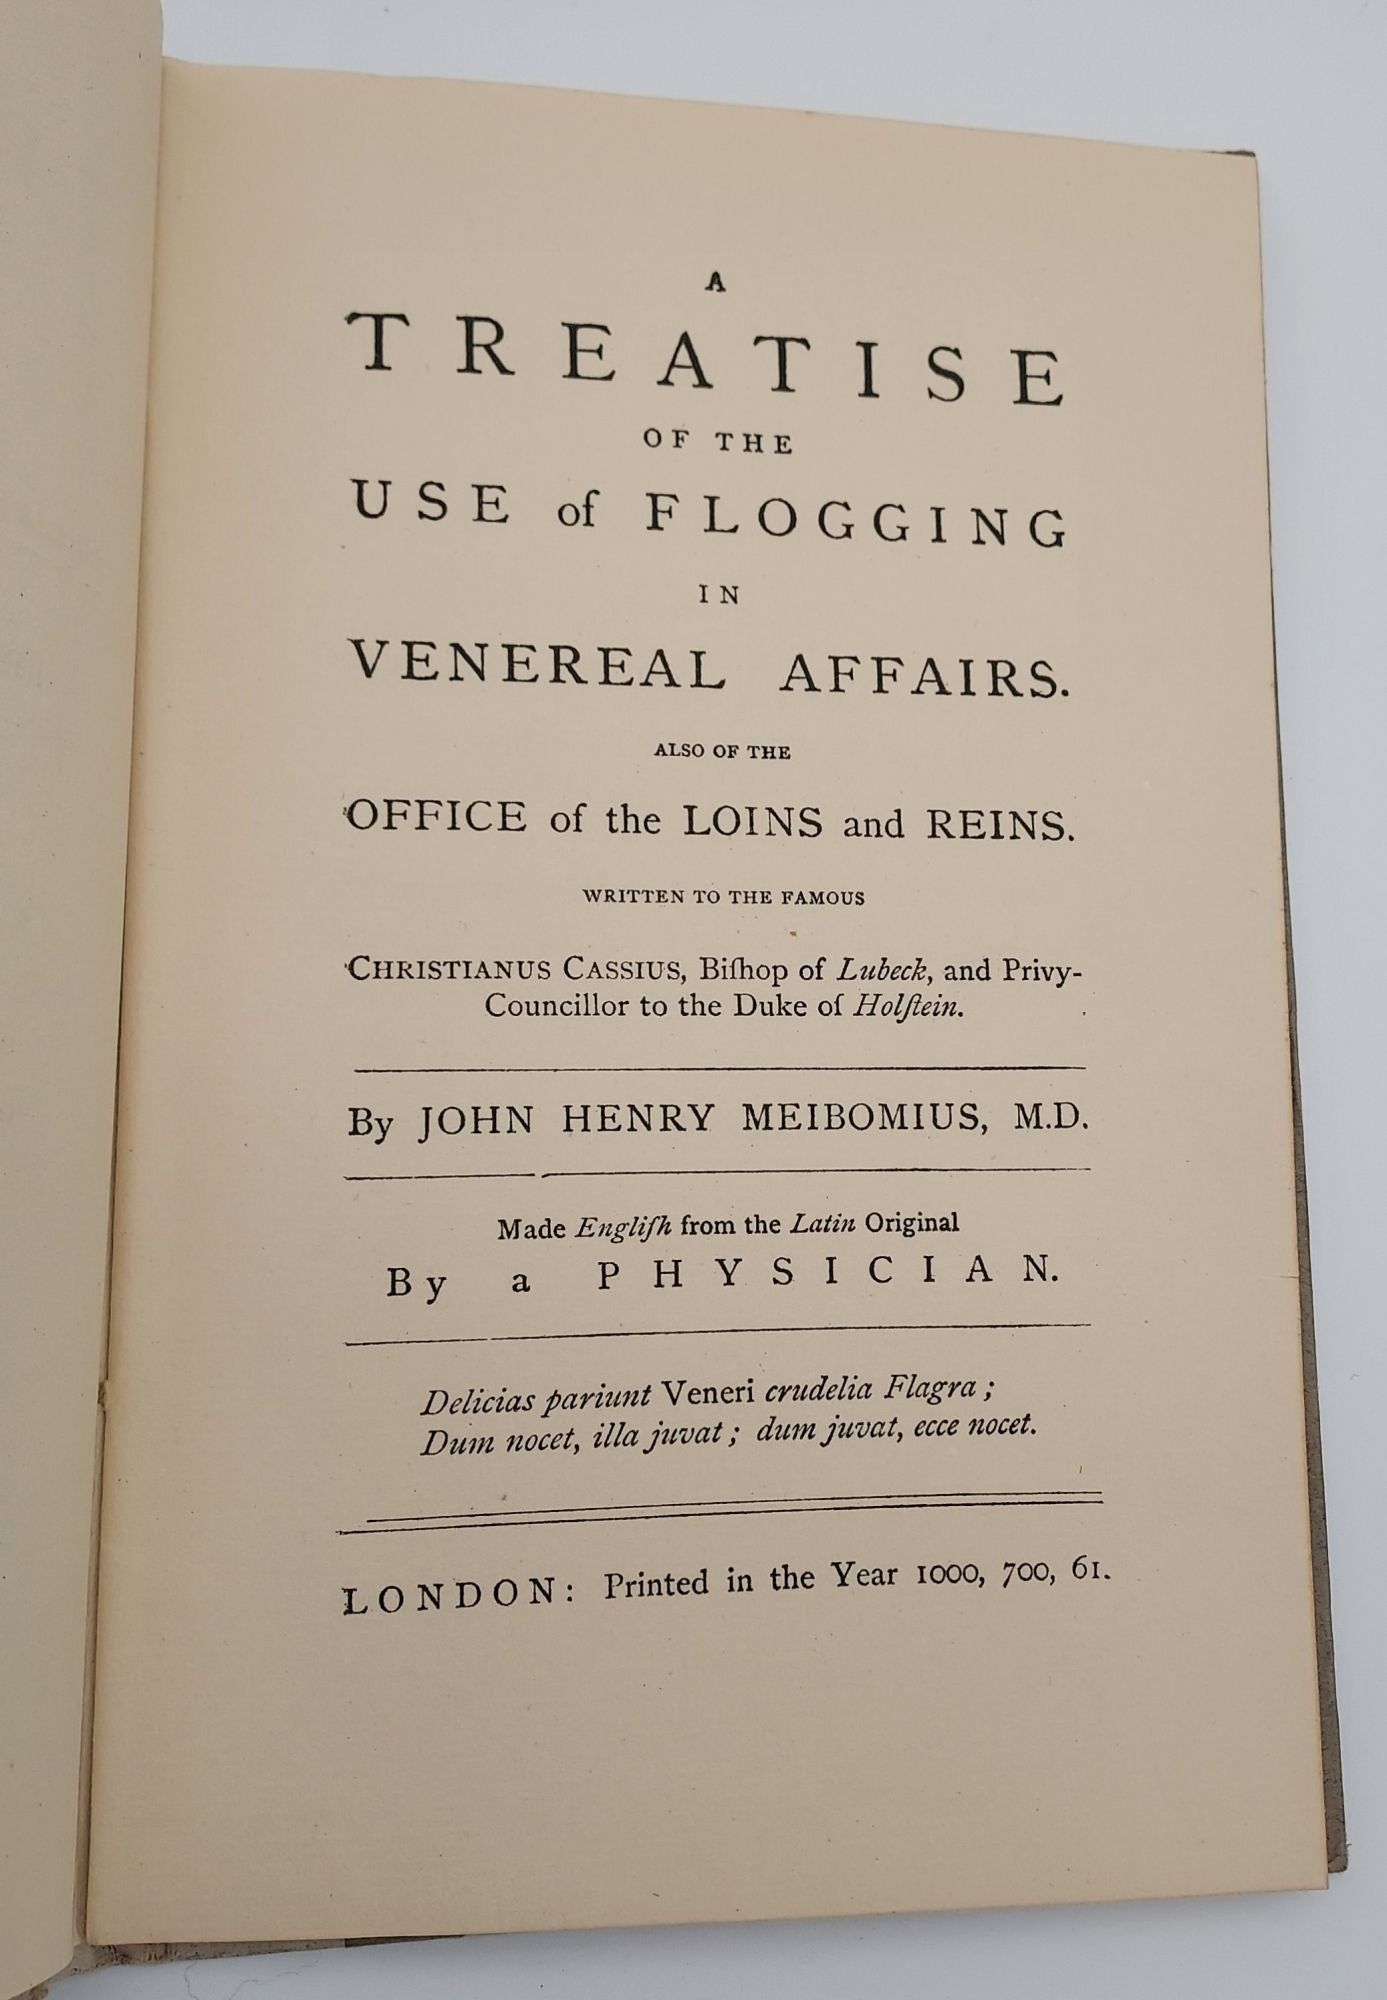 A
TREATISE
OF THE
USE of FLOGGING
IN
VENEREAL AFFAIRS.
ALSO OF THE
OFFICE of the LOINS and REINS.
WRITTEN TO THE FAMOUS
CHRISTIANUS CASSIUS, Biſhop of Lubeck, and Privy-
Councillor to the Duke of Holſtein.
By JOHN HENRY MEIBOMIUS, M.D.
Made Engliſh from the Latin Original
By a PHYSICIAN.
Delicias pariunt Veneri crudelia Flagra ;
Dum nocet, illa juvat ; dum juvat, ecce nocet.
LONDON: Printed in the Year 1000, 700, 61.